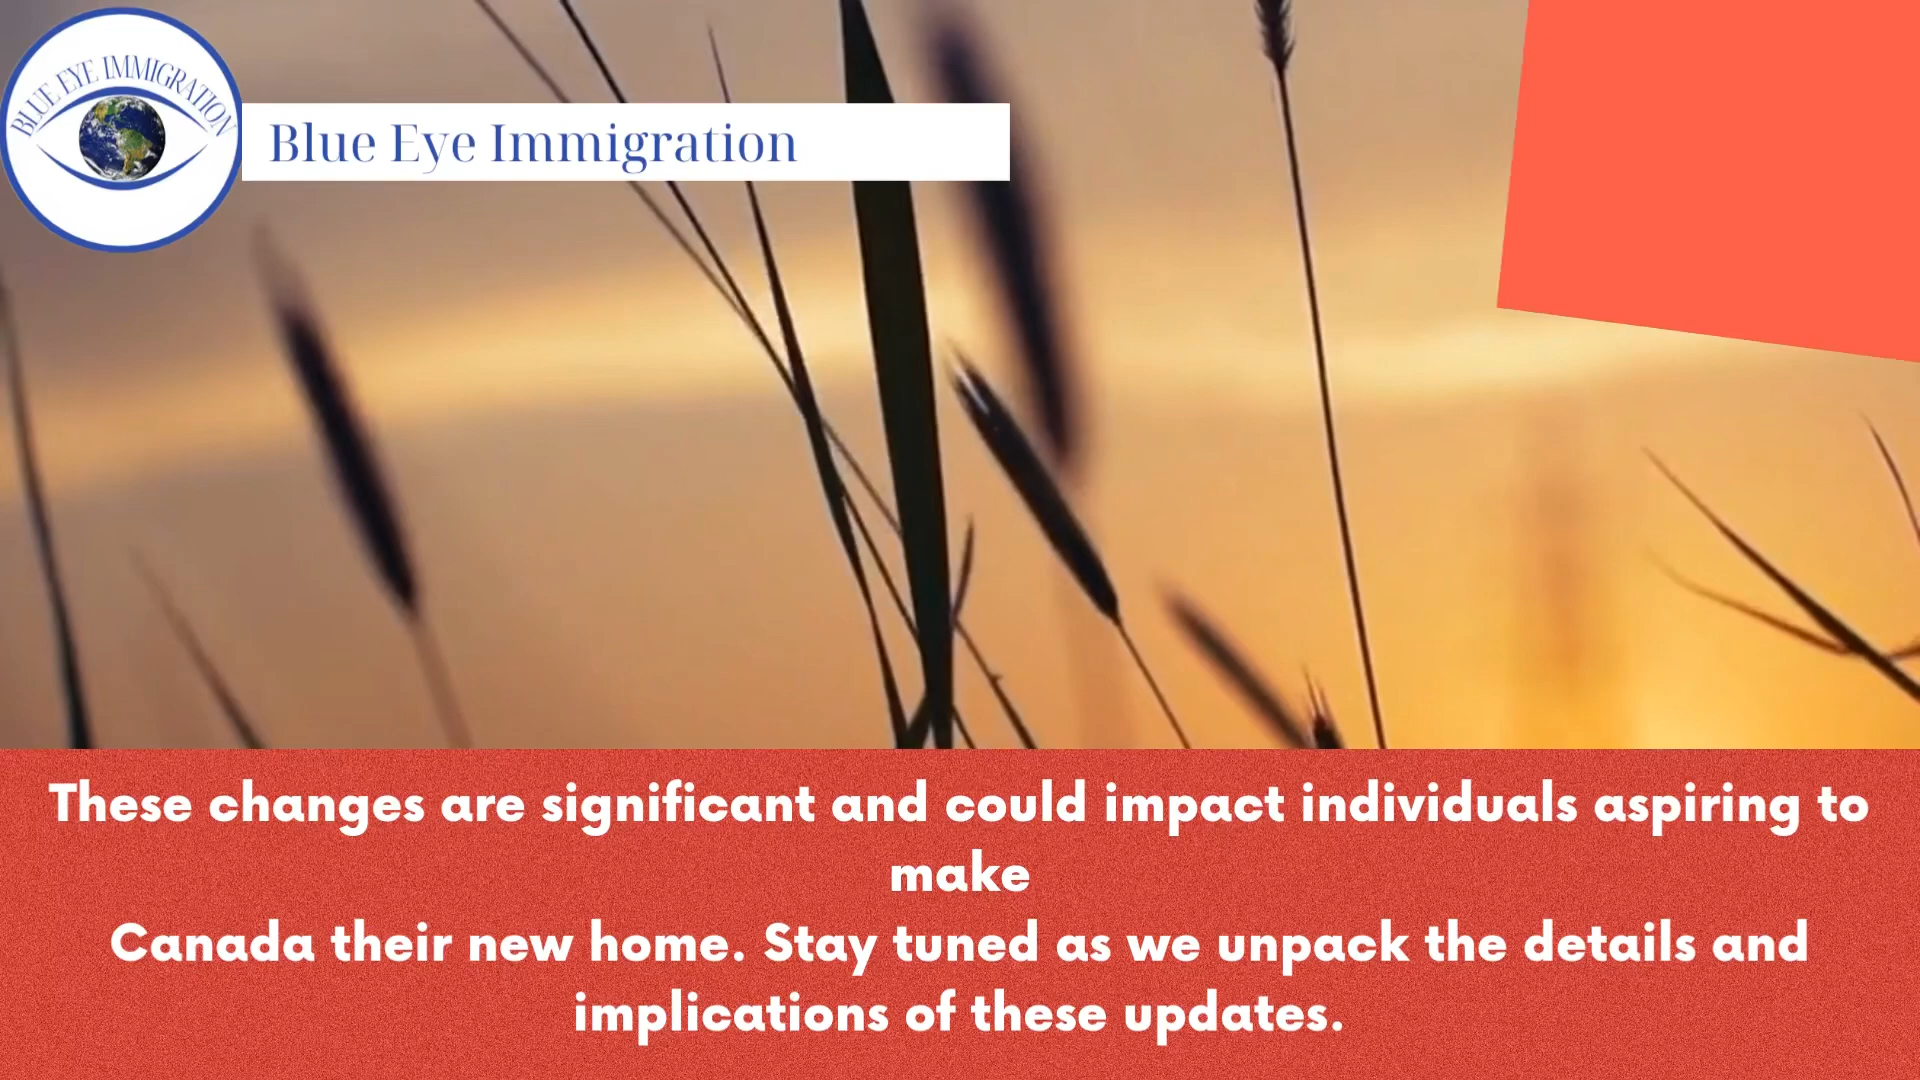 BLUE EYE IMMIGRATION
Blue Eye Immigration
These changes are significant and could impact individuals aspiring to
make
Canada their new home. Stay tuned as we unpack the details and
implications of these updates.